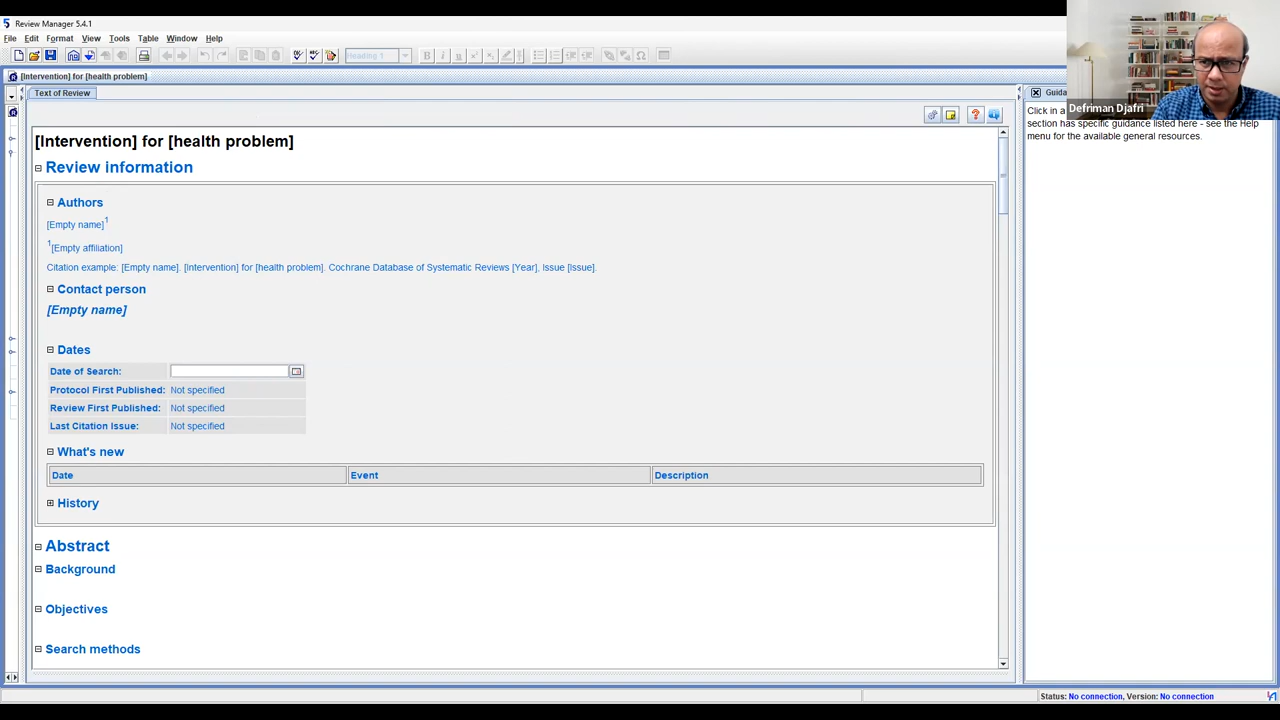 5 Review Manager 5.4.1
File Edit Format View Tools Table Window Help
Heading 1 B U
[Intervention] for [health problem]
Text of Review
Guida
Click in a
section has specific guidance listed here - see the Help
menu for the available general resources.
Defriman Djafri
[Intervention] for [health problem]
Review information
Authors
[Empty name]1
1[Empty affiliation]
Citation example: [Empty name]. [Intervention] for [health problem]. Cochrane Database of Systematic Reviews [Year], Issue [Issue].
Contact person
[Empty name]
Dates
Date of Search:
Protocol First Published: Not specified
Review First Published: Not specified
Last Citation Issue: Not specified
What's new
Date Event Description
History
Abstract
Background
Objectives
Search methods
Status: No connection, Version: No connection